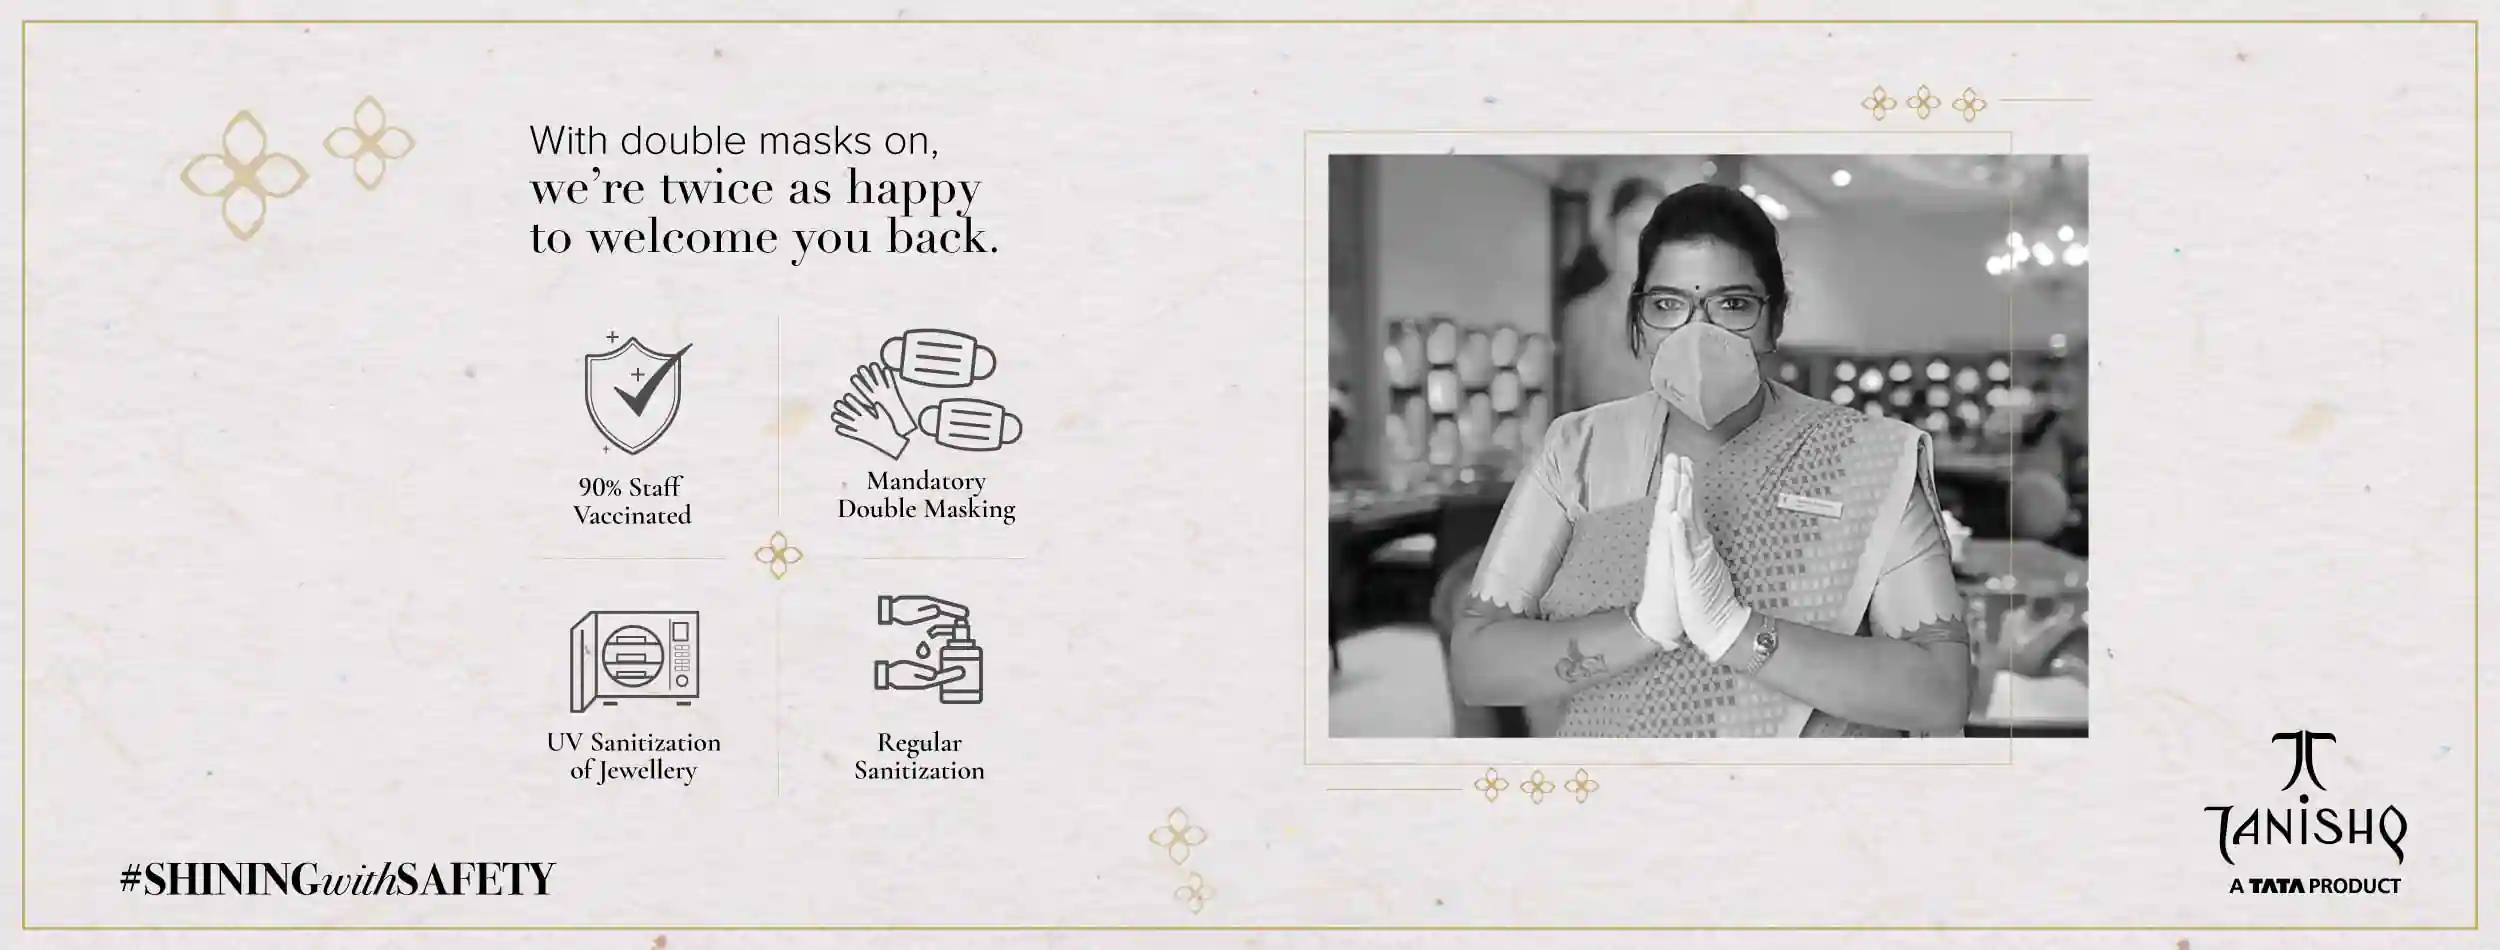 With double masks on,
we're twice as happy
to welcome you back.
90% Staff
Vaccinated
Mandatory
Double Masking
UV Sanitization
of Jewellery
Regular
Sanitization
#SHININGwithSAFETY
TANISHQ
A TATA PRODUCT